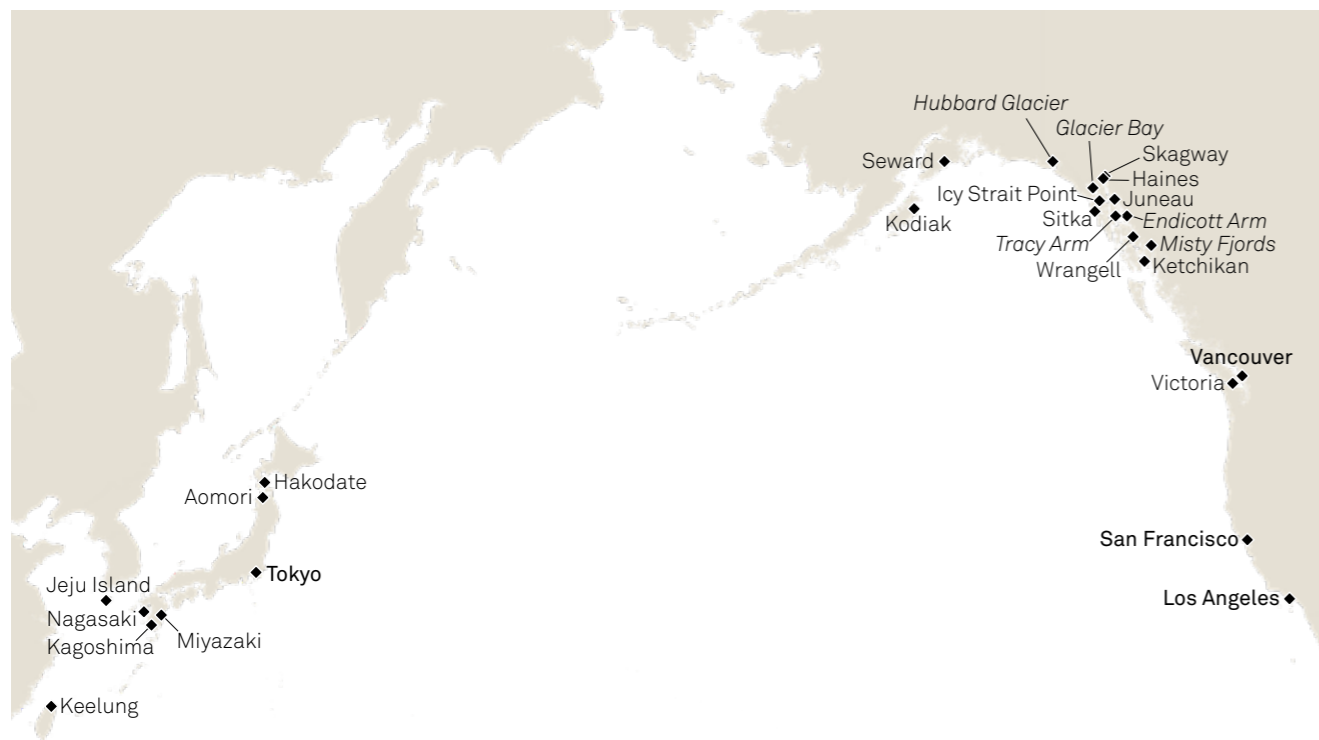 Hubbard Glacier
Glacier Bay
Skagway
Seward
Haines
Icy Strait Point
Juneau
Kodiak
Sitka
Endicott Arm
Tracy Arm
Misty Fjords
Wrangell
Ketchikan
Vancouver
Victoria
Hakodate
Aomori
San Francisco
Tokyo
Jeju Island
Los Angeles
Nagasaki
Miyazaki
Kagoshima
Keelung